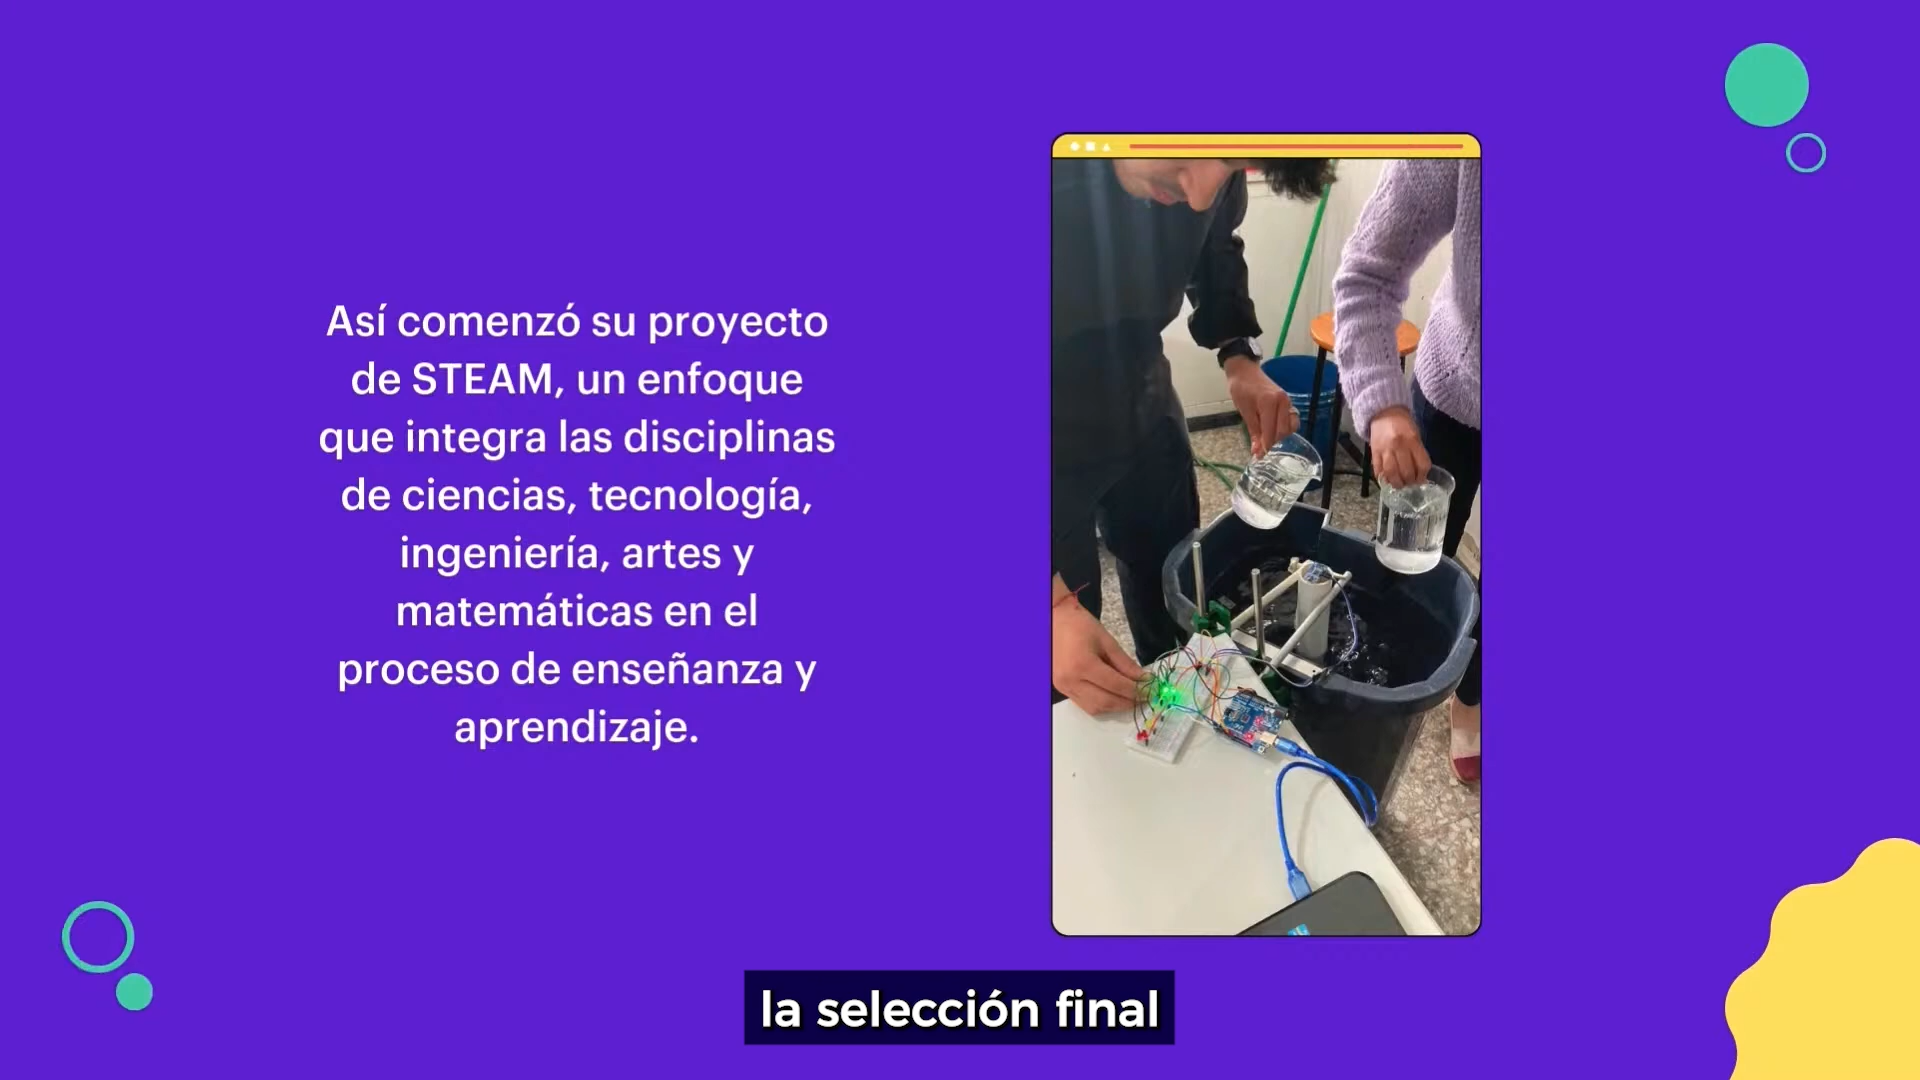 Así comenzó su proyecto
de STEAM, un enfoque
que integra las disciplinas
de ciencias, tecnología,
ingeniería, artes y
matemáticas en el
proceso de enseñanza y
aprendizaje.
la selección final